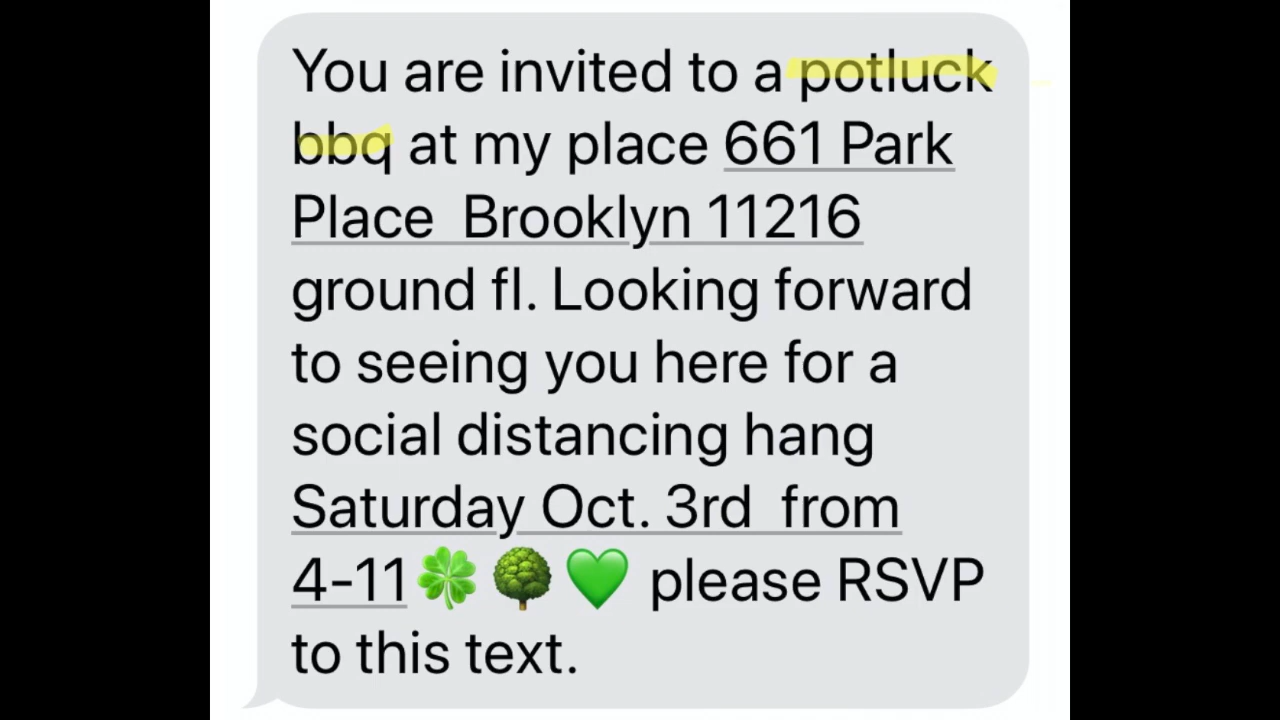 You are invited to a potluck
bbq at my place 661 Park
Place  Brooklyn 11216
ground fl. Looking forward
to seeing you here for a
social distancing hang
Saturday Oct. 3rd  from
4-11🍀🌳💚 please RSVP
to this text.